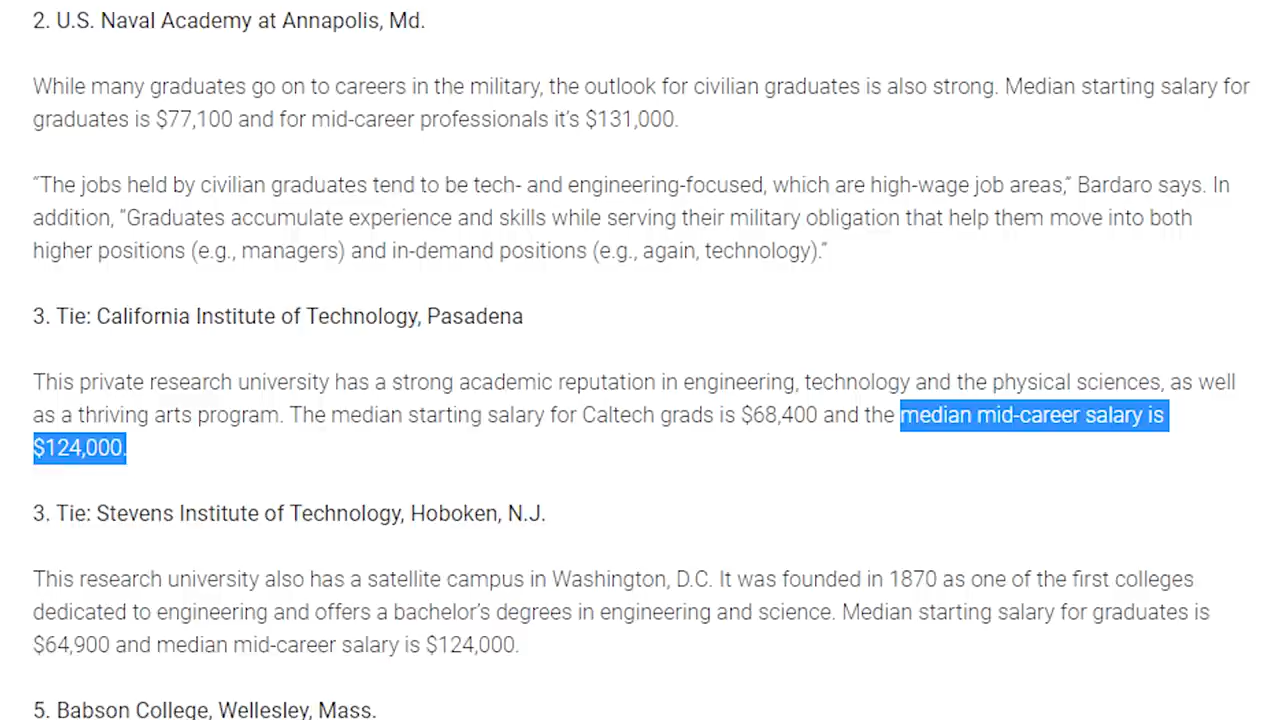 2. U.S. Naval Academy at Annapolis, Md.
While many graduates go on to careers in the military, the outlook for civilian graduates is also strong. Median starting salary for
graduates is $77,100 and for mid-career professionals it's $131,000.
“The jobs held by civilian graduates tend to be tech- and engineering-focused, which are high-wage job areas,” Bardaro says. In
addition, “Graduates accumulate experience and skills while serving their military obligation that help them move into both
higher positions (e.g., managers) and in-demand positions (e.g., again, technology).”
3. Tie: California Institute of Technology, Pasadena
This private research university has a strong academic reputation in engineering, technology and the physical sciences, as well
as a thriving arts program. The median starting salary for Caltech grads is $68,400 and the median mid-career salary is
$124,000.
3. Tie: Stevens Institute of Technology, Hoboken, N.J.
This research university also has a satellite campus in Washington, D.C. It was founded in 1870 as one of the first colleges
dedicated to engineering and offers a bachelor's degrees in engineering and science. Median starting salary for graduates is
$64,900 and median mid-career salary is $124,000.
5. Babson College, Wellesley, Mass.